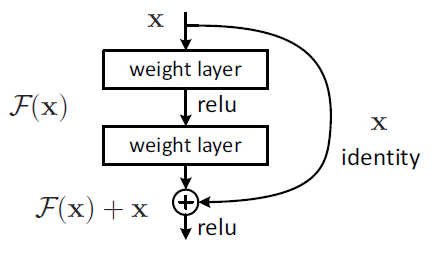 x
weight layer
relu
F(x)
weight layer
x
identity
F(x) + x
relu